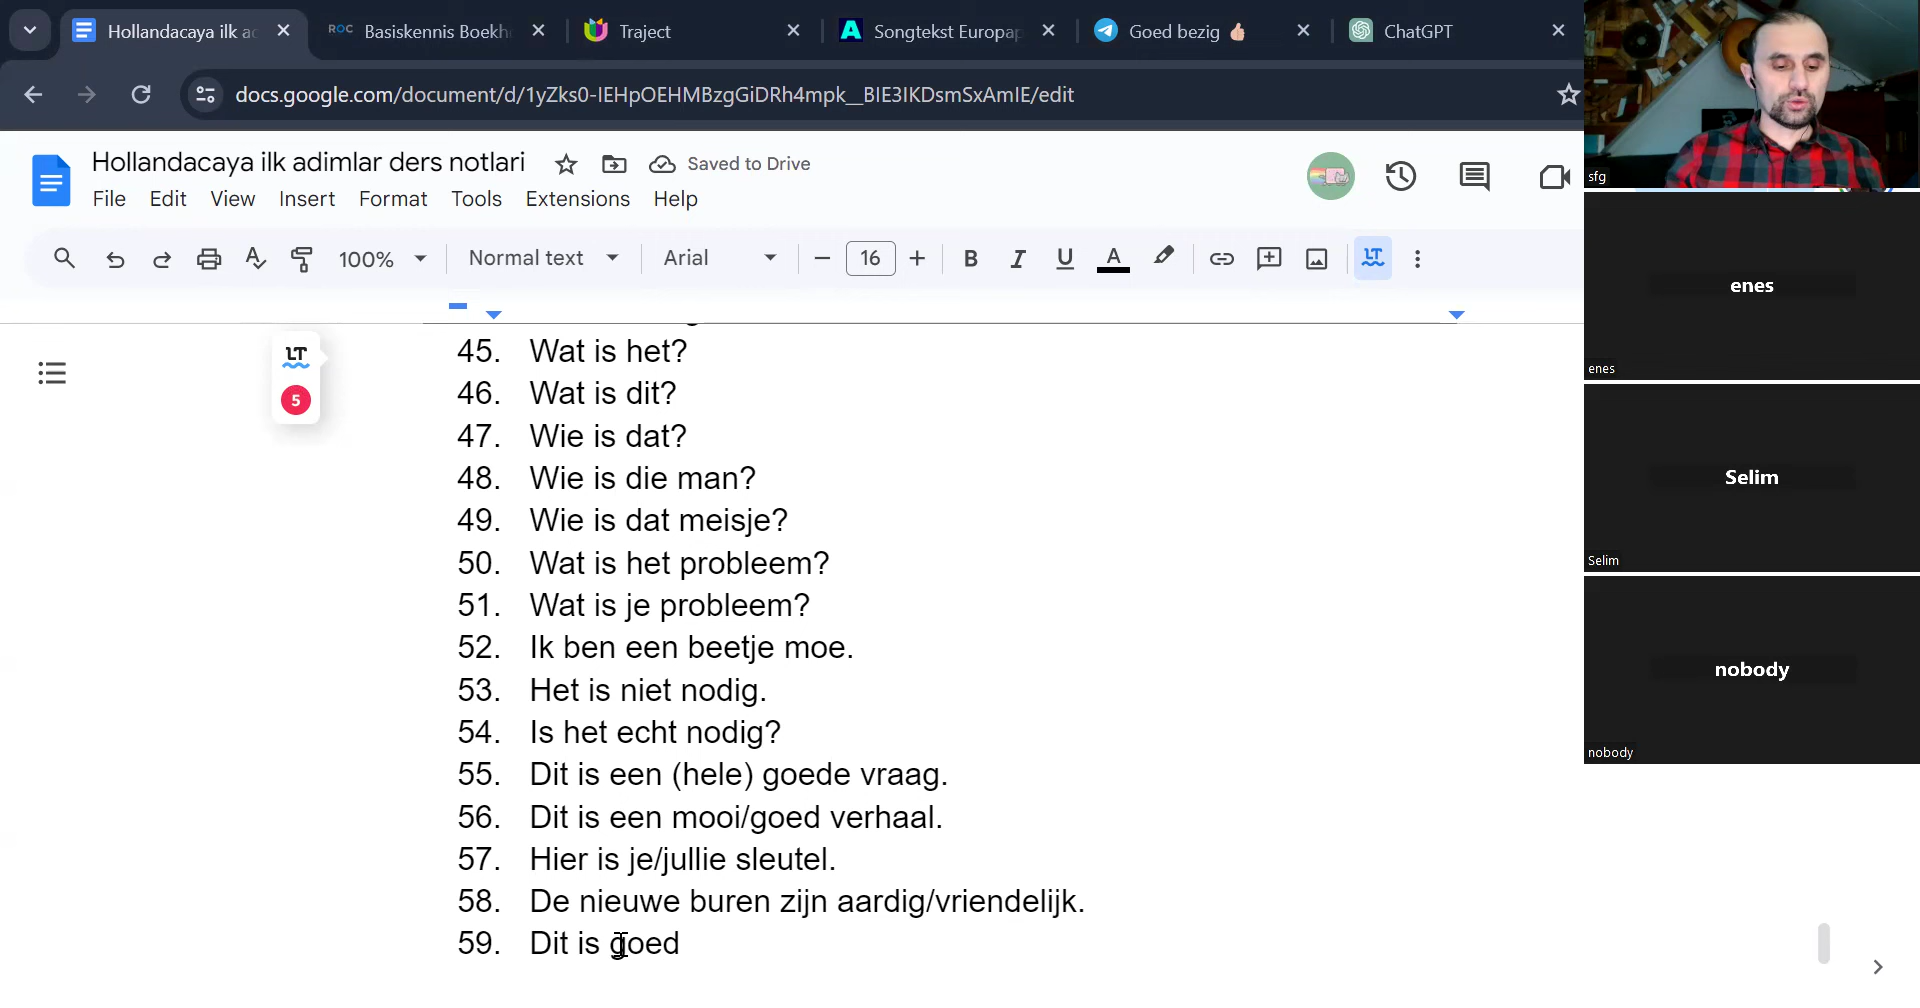 Hollandacaya ilk a
ROC Basiskennis Boekh
Traject
Songtekst Europap
Goed bezig
ChatGPT
docs.google.com/document/d/1yZks0-IEHpOEHMBzgGiDRh4mpk__BIE3IKDsmSxAmIE/edit
Hollandacaya ilk adimlar ders notlari
Saved to Drive
File Edit View Insert Format Tools Extensions Help
100% Normal text Arial 16
5
45. Wat is het?
46. Wat is dit?
47. Wie is dat?
48. Wie is die man?
49. Wie is dat meisje?
50. Wat is het probleem?
51. Wat is je probleem?
52. Ik ben een beetje moe.
53. Het is niet nodig.
54. Is het echt nodig?
55. Dit is een (hele) goede vraag.
56. Dit is een mooi/goed verhaal.
57. Hier is je/jullie sleutel.
58. De nieuwe buren zijn aardig/vriendelijk.
59. Dit is goed
sfg
enes
enes
Selim
Selim
nobody
nobody